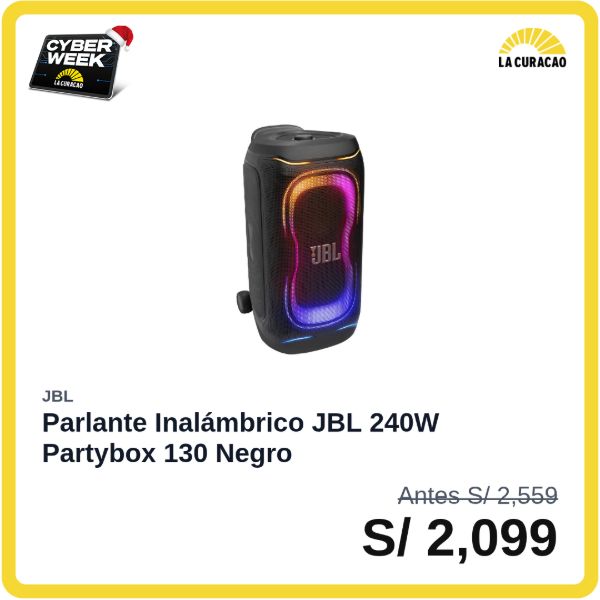 CYBER
WEEK
LA CURACAO
LA CURACAO
JBL
JBL
Parlante Inalámbrico JBL 240W
Partybox 130 Negro
Antes S/ 2,559
S/ 2,099